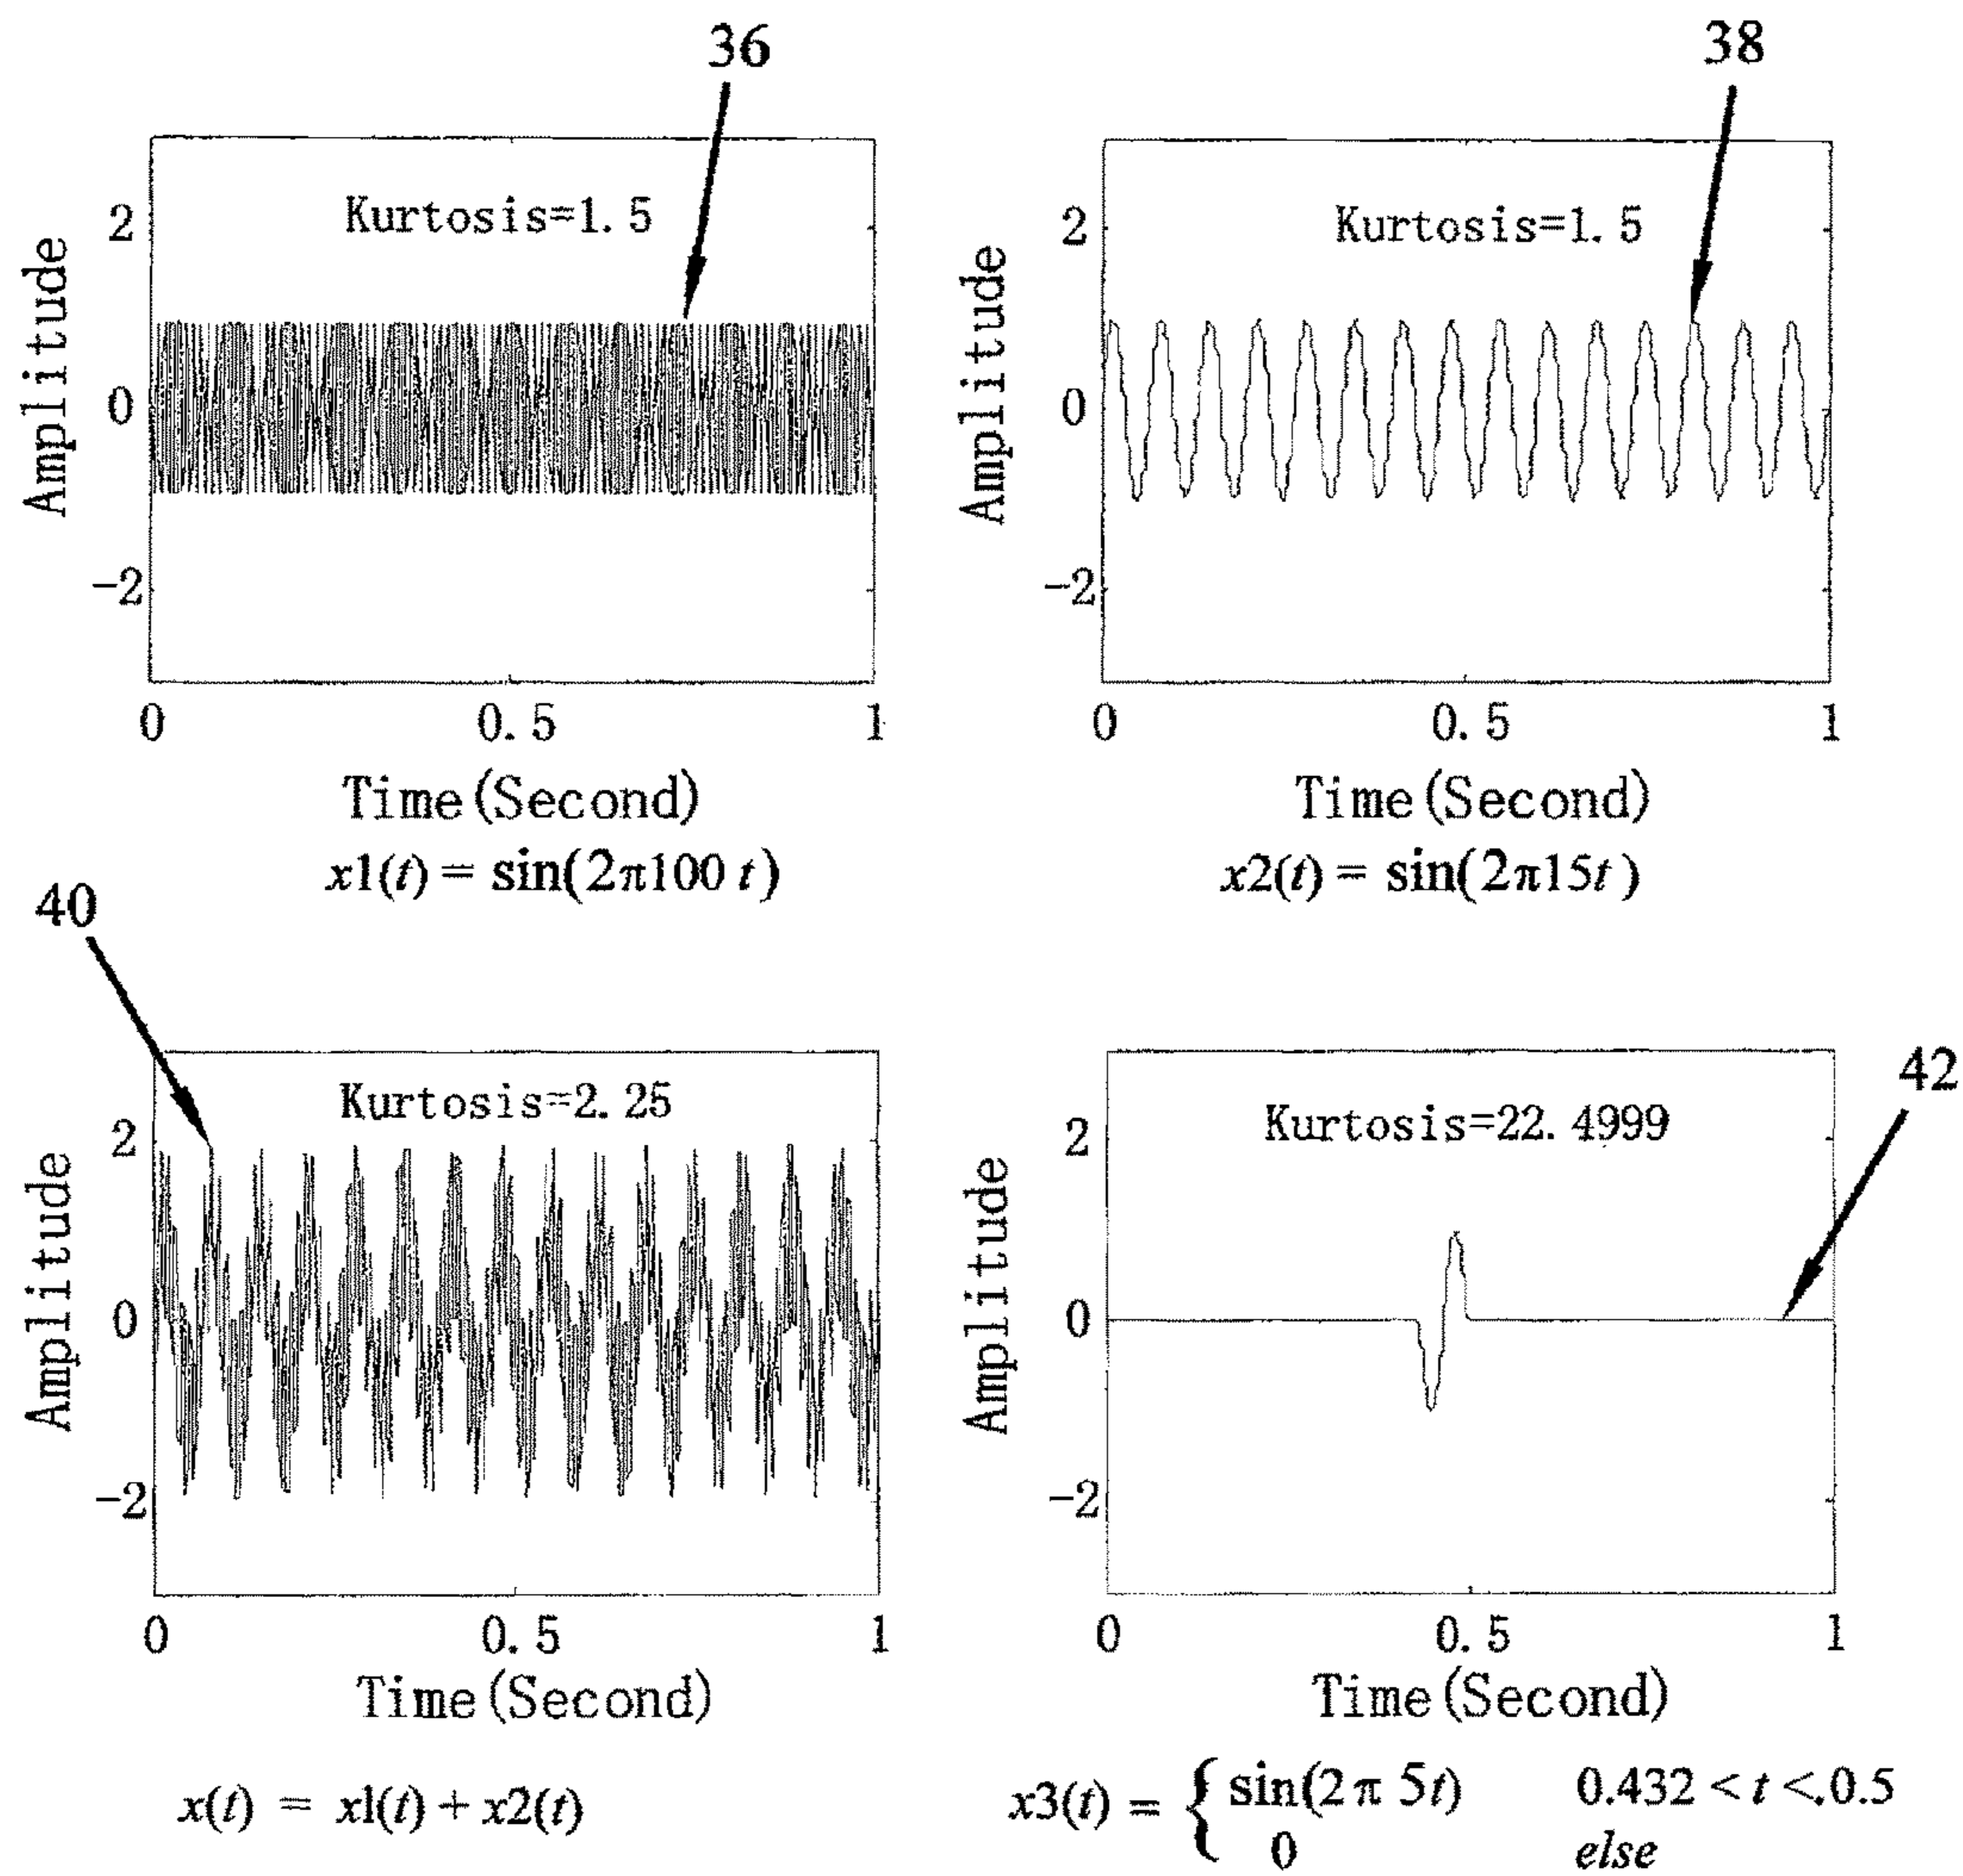 36
Kurtosis=1.5
2
0
-2
Amplitude
0 0.5 1
Time(Second)
x1(t) = sin(2π100 t)
38
Kurtosis=1.5
2
0
-2
Amplitude
0 0.5 1
Time(Second)
x2(t) = sin(2π15t)
40
Kurtosis=2.25
2
0
-2
Amplitude
0 0.5 1
Time(Second)
x(t) = x1(t) + x2(t)
42
Kurtosis=22.4999
2
0
-2
Amplitude
0 0.5 1
Time(Second)
x3(t) = { sin(2π 5t) 0.432 < t <.0.5
0 else